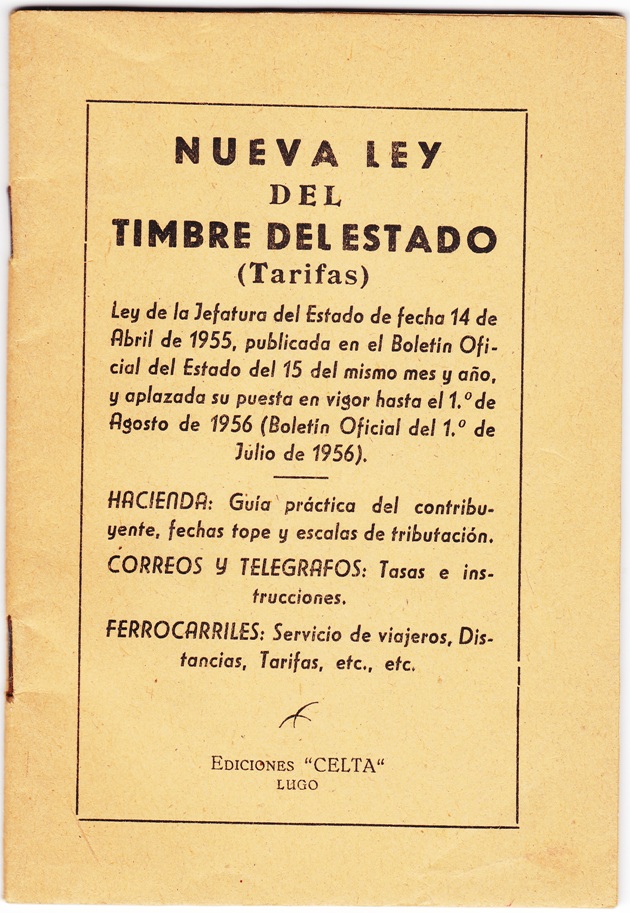 NUEVA LEY
DEL
TIMBRE DEL ESTADO
(Tarifas)
Ley de la Jefatura del Estado de fecha 14 de
Abril de 1955, publicada en el Boletín Ofi-
cial del Estado del 15 del mismo mes y año,
y aplazada su puesta en vigor hasta el 1.º de
Agosto de 1956 (Boletín Oficial del 1.º de
Julio de 1956).
HACIENDA: Guía práctica del contribu-
yente, fechas tope y escalas de tributación.
CORREOS Y TELEGRAFOS: Tasas e ins-
trucciones.
FERROCARRILES: Servicio de viajeros, Dis-
tancias, Tarifas, etc., etc.
EDICIONES "CELTA"
LUGO